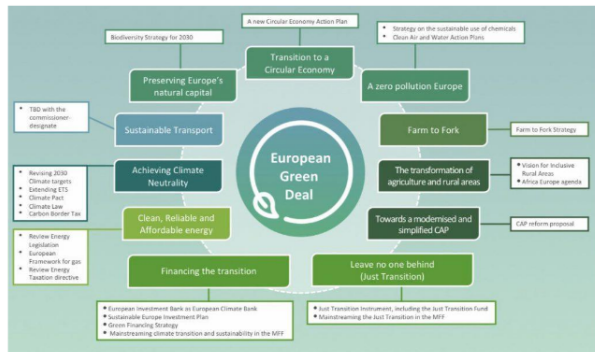 A new Circular Economy Action Plan
Biodiversity Strategy for 2030
Strategy on the sustainable use of chemicals
Clean Air and Water Action Plans
Transition to a
Circular Economy
Preserving Europe's
natural capital
A zero pollution Europe
TBD with the
commissioner-
designate
Sustainable Transport
Farm to Fork
Farm to Fork Strategy
European
Green
Deal
Revising 2030
Climate targets
Extending ETS
Climate Pact
Climate Law
Carbon Border Tax
Achieving Climate
Neutrality
The transformation of
agriculture and rural areas
Vision for Inclusive
Rural Areas
Africa Europe agenda
Clean, Reliable and
Affordable energy
Towards a modernised and
simplified CAP
CAP reform proposal
Review Energy
Legislation
European
Framework for gas
Review Energy
Taxation directive
Financing the transition
Leave no one behind
(Just Transition)
European Investment Bank as European Climate Bank
Sustainable Europe Investment Plan
Green Financing Strategy
Mainstreaming climate transition and sustainability in the MFF
Just Transition Instrument, including the Just Transition Fund
Mainstreaming the Just Transition in the MFF